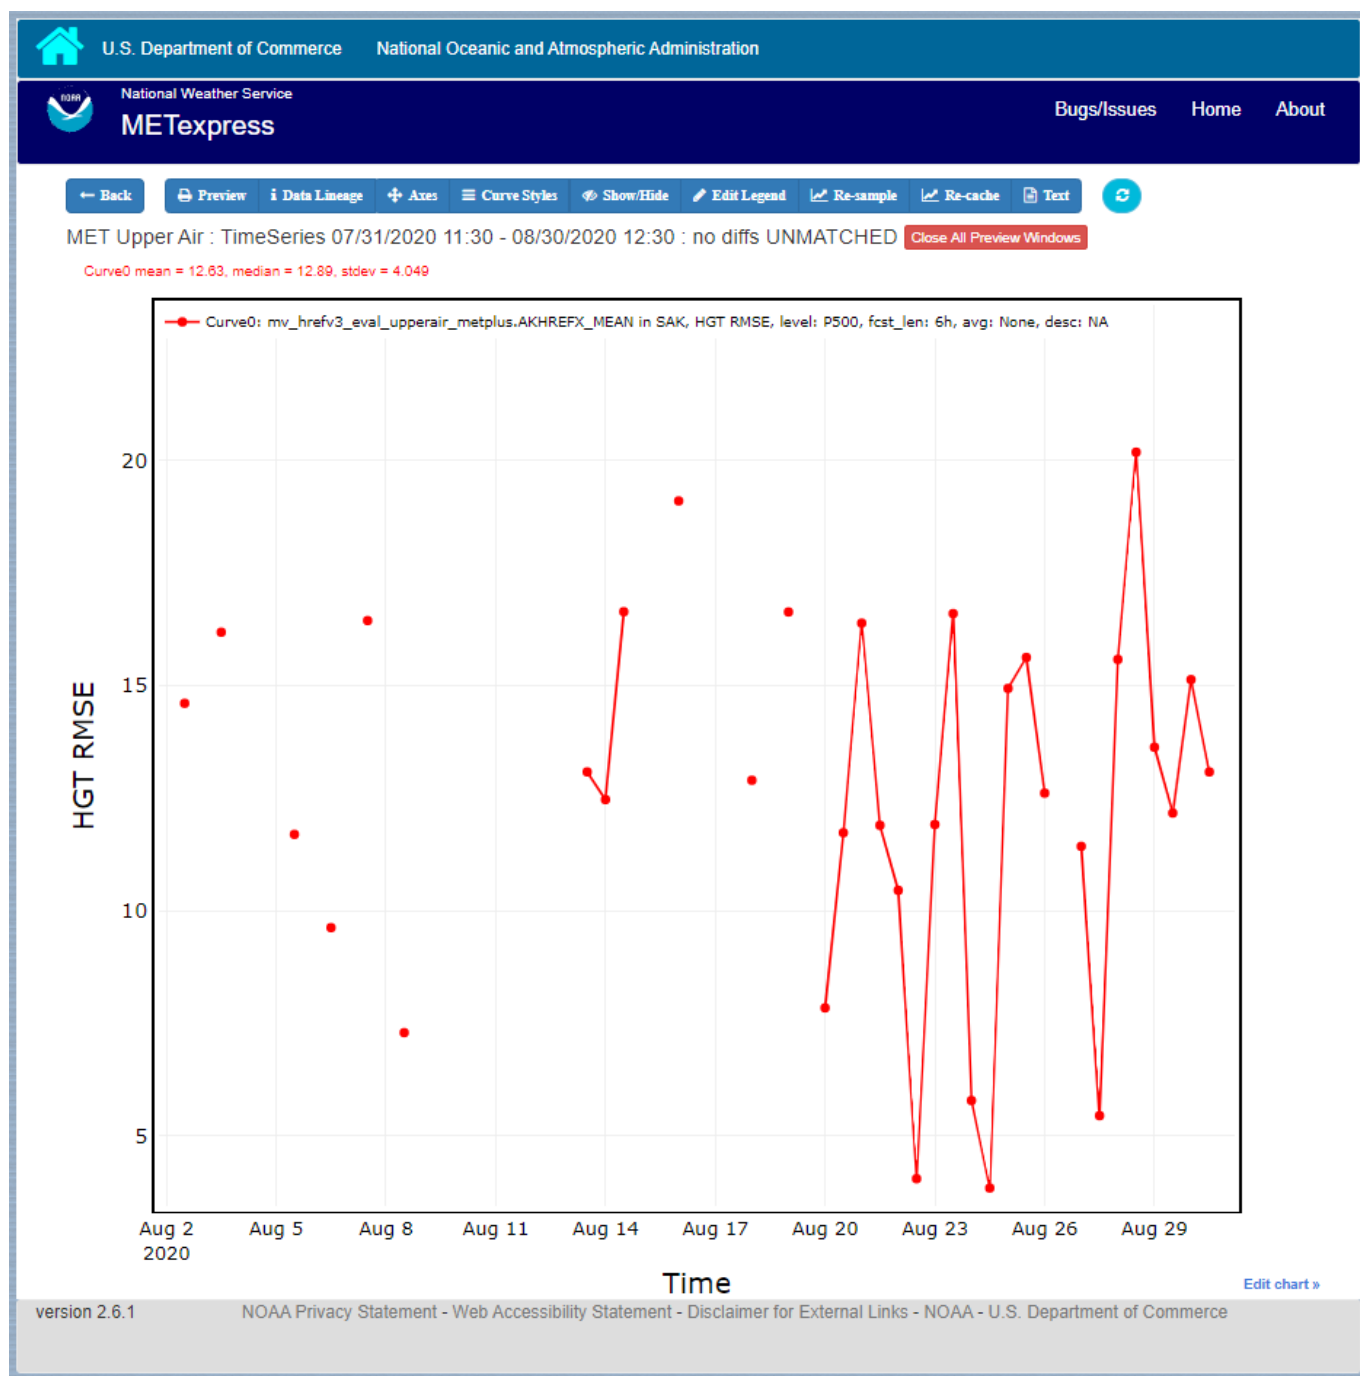 U.S. Department of Commerce National Oceanic and Atmospheric Administration
NOAA
National Weather Service
METexpress
Bugs/Issues Home About
Back Preview Data Lineage Axes Curve Styles Show/Hide Edit Legend Re-sample Re-cache Text
MET Upper Air : TimeSeries 07/31/2020 11:30 - 08/30/2020 12:30 : no diffs UNMATCHED Close All Preview Windows
Curve0 mean = 12.63, median = 12.89, stdev = 4.049
Curve0: mv_hrefv3_eval_upperair_metplus.AKHREFX_MEAN in SAK, HGT RMSE, level: P500, fcst_len: 6h, avg: None, desc: NA
20
15
10
5
HGT RMSE
Aug 2 Aug 5 Aug 8 Aug 11 Aug 14 Aug 17 Aug 20 Aug 23 Aug 26 Aug 29
2020
Time
Edit chart »
version 2.6.1 NOAA Privacy Statement - Web Accessibility Statement - Disclaimer for External Links - NOAA - U.S. Department of Commerce